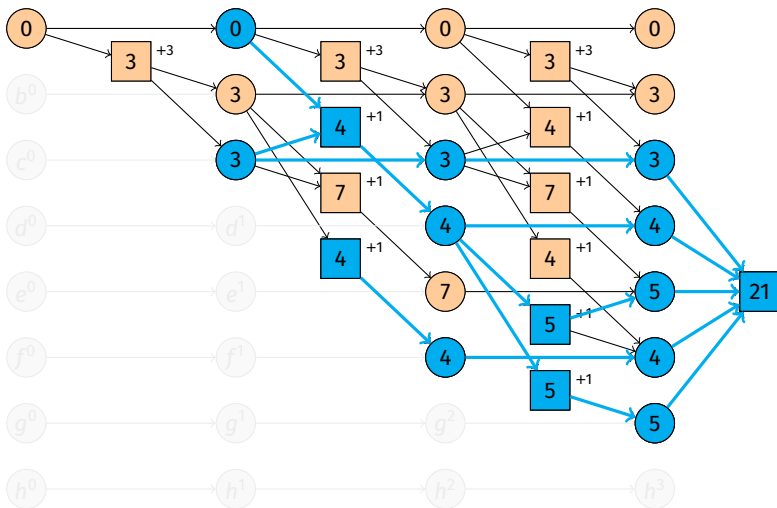 0 0 0 0
3 +3 3 +3 3 +3
b⁰ 3 3 3
4 +1 4 +1
c⁰ 3 3 3
7 +1 7 +1
d⁰ d¹ 4 4
4 +1 4 +1
e⁰ e¹ 7 5 21
5 +1
f⁰ f¹ 4 4
5 +1
g⁰ g¹ g² 5
h⁰ h¹ h² h³